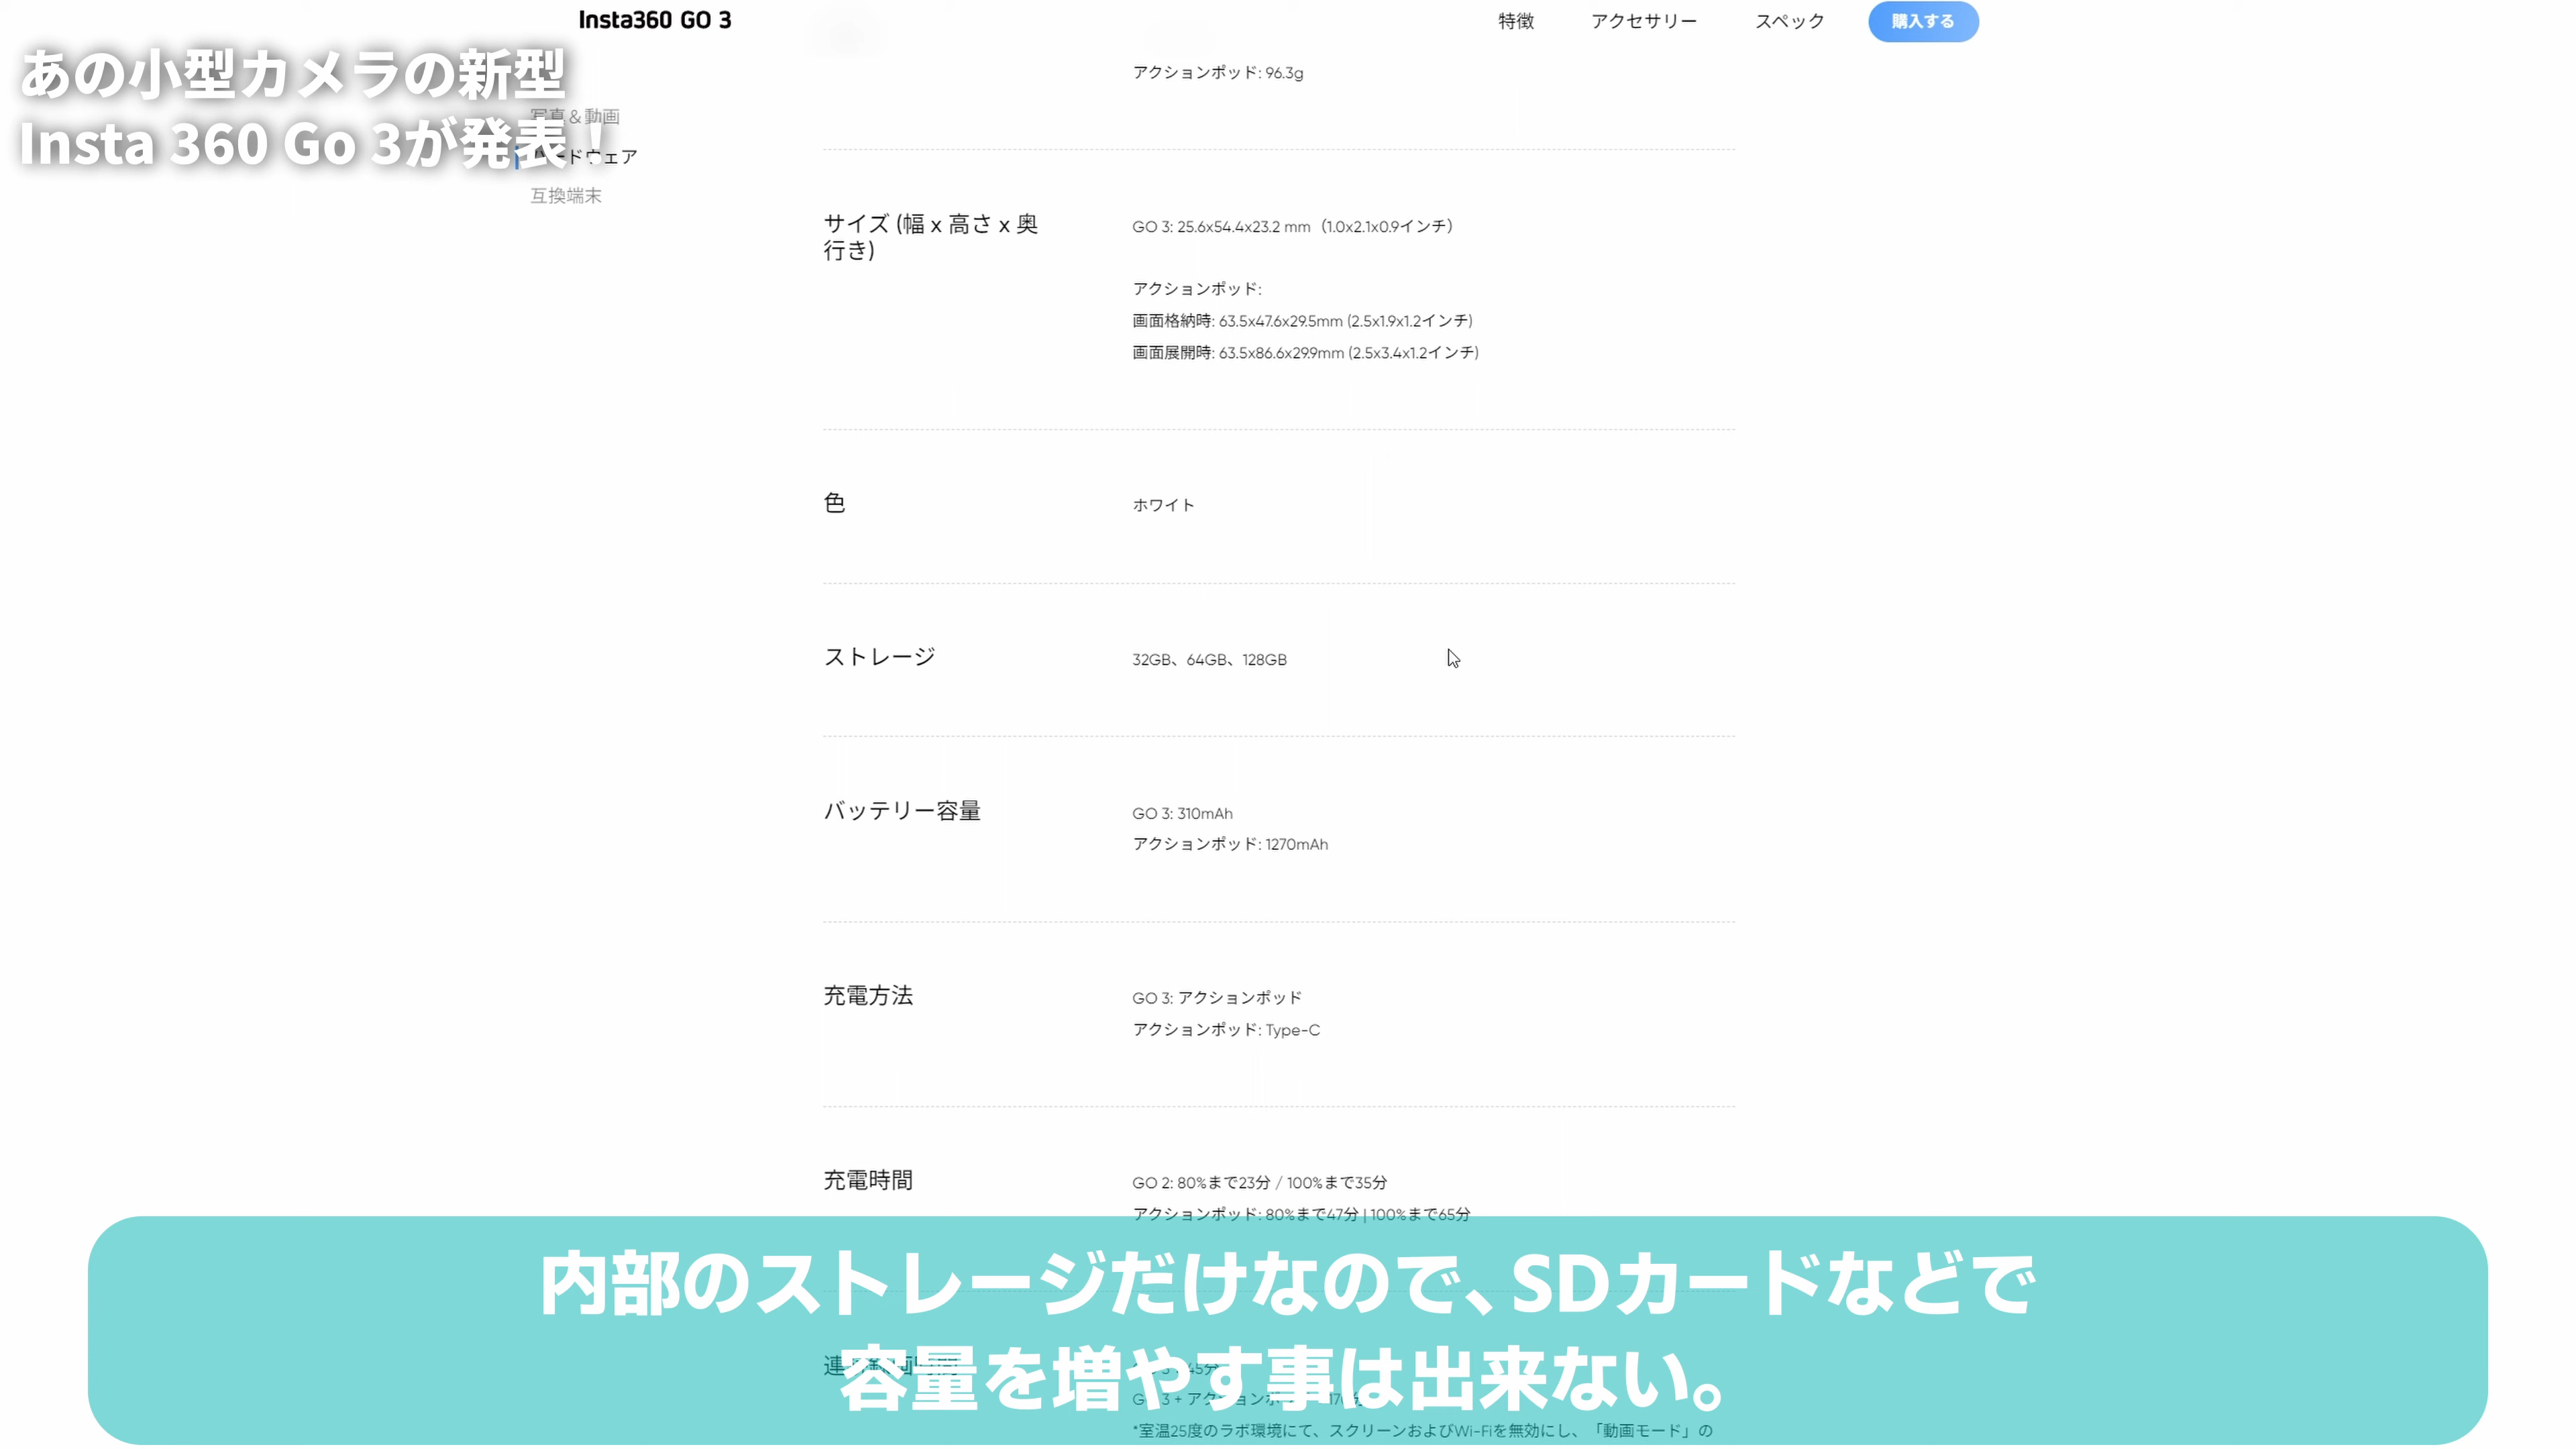 Insta360 GO 3
特徴
アクセサリー
スペック
購入する
あの小型カメラの新型
Insta 360 Go 3が発表！
写真＆動画
互換端末
アクションポッド: 96.3g
サイズ (幅 x 高さ x 奥
行き)
GO 3: 25.6x54.4x23.2 mm（1.0x2.1x0.9インチ）
アクションポッド:
画面格納時: 63.5x47.6x29.5mm (2.5x1.9x1.2インチ)
画面展開時: 63.5x86.6x29.9mm (2.5x3.4x1.2インチ)
色
ホワイト
ストレージ
32GB、64GB、128GB
バッテリー容量
GO 3: 310mAh
アクションポッド: 1270mAh
充電方法
GO 3: アクションポッド
アクションポッド: Type-C
充電時間
GO 2: 80%まで23分 / 100%まで35分
アクションポッド: 80%まで47分 | 100%まで65分
内部のストレージだけなので、SDカードなどで
容量を増やす事は出来ない。
*室温25度のラボ環境にて、スクリーンおよびWi-Fiを無効にし、「動画モード」の